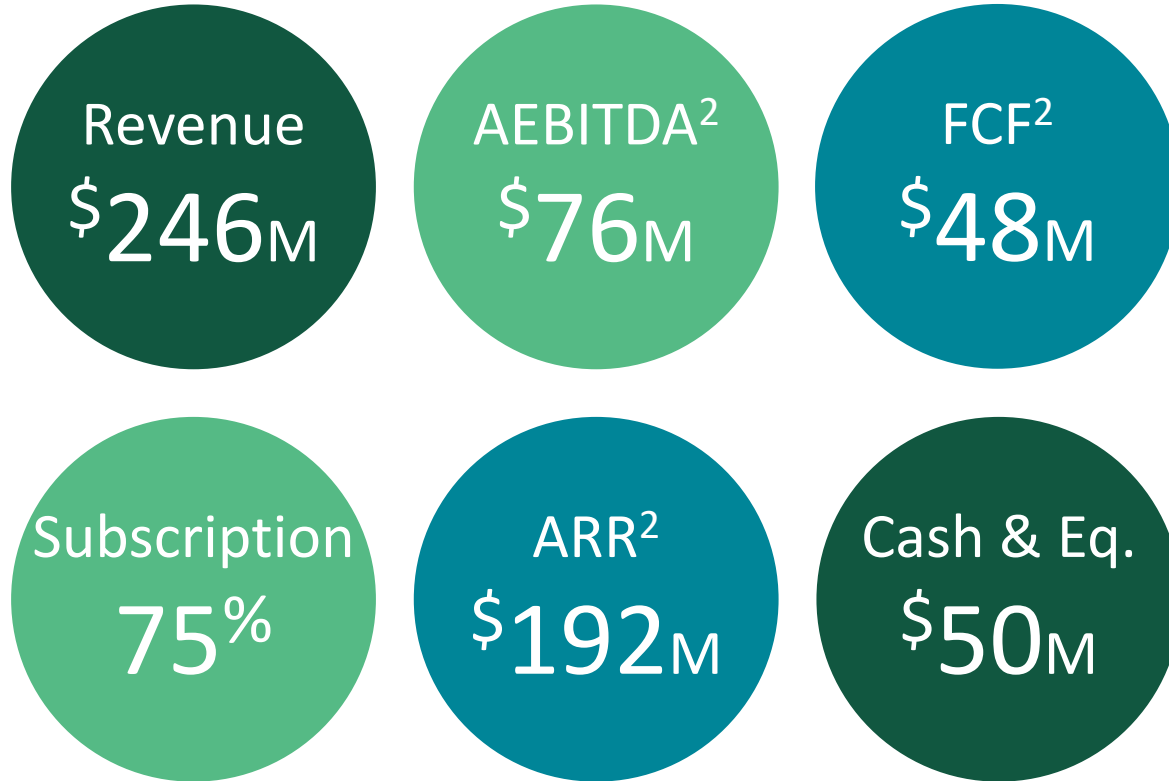 Revenue
$246M
AEBITDA²
$76M
FCF²
$48M
Subscription
75%
ARR²
$192M
Cash & Eq.
$50M